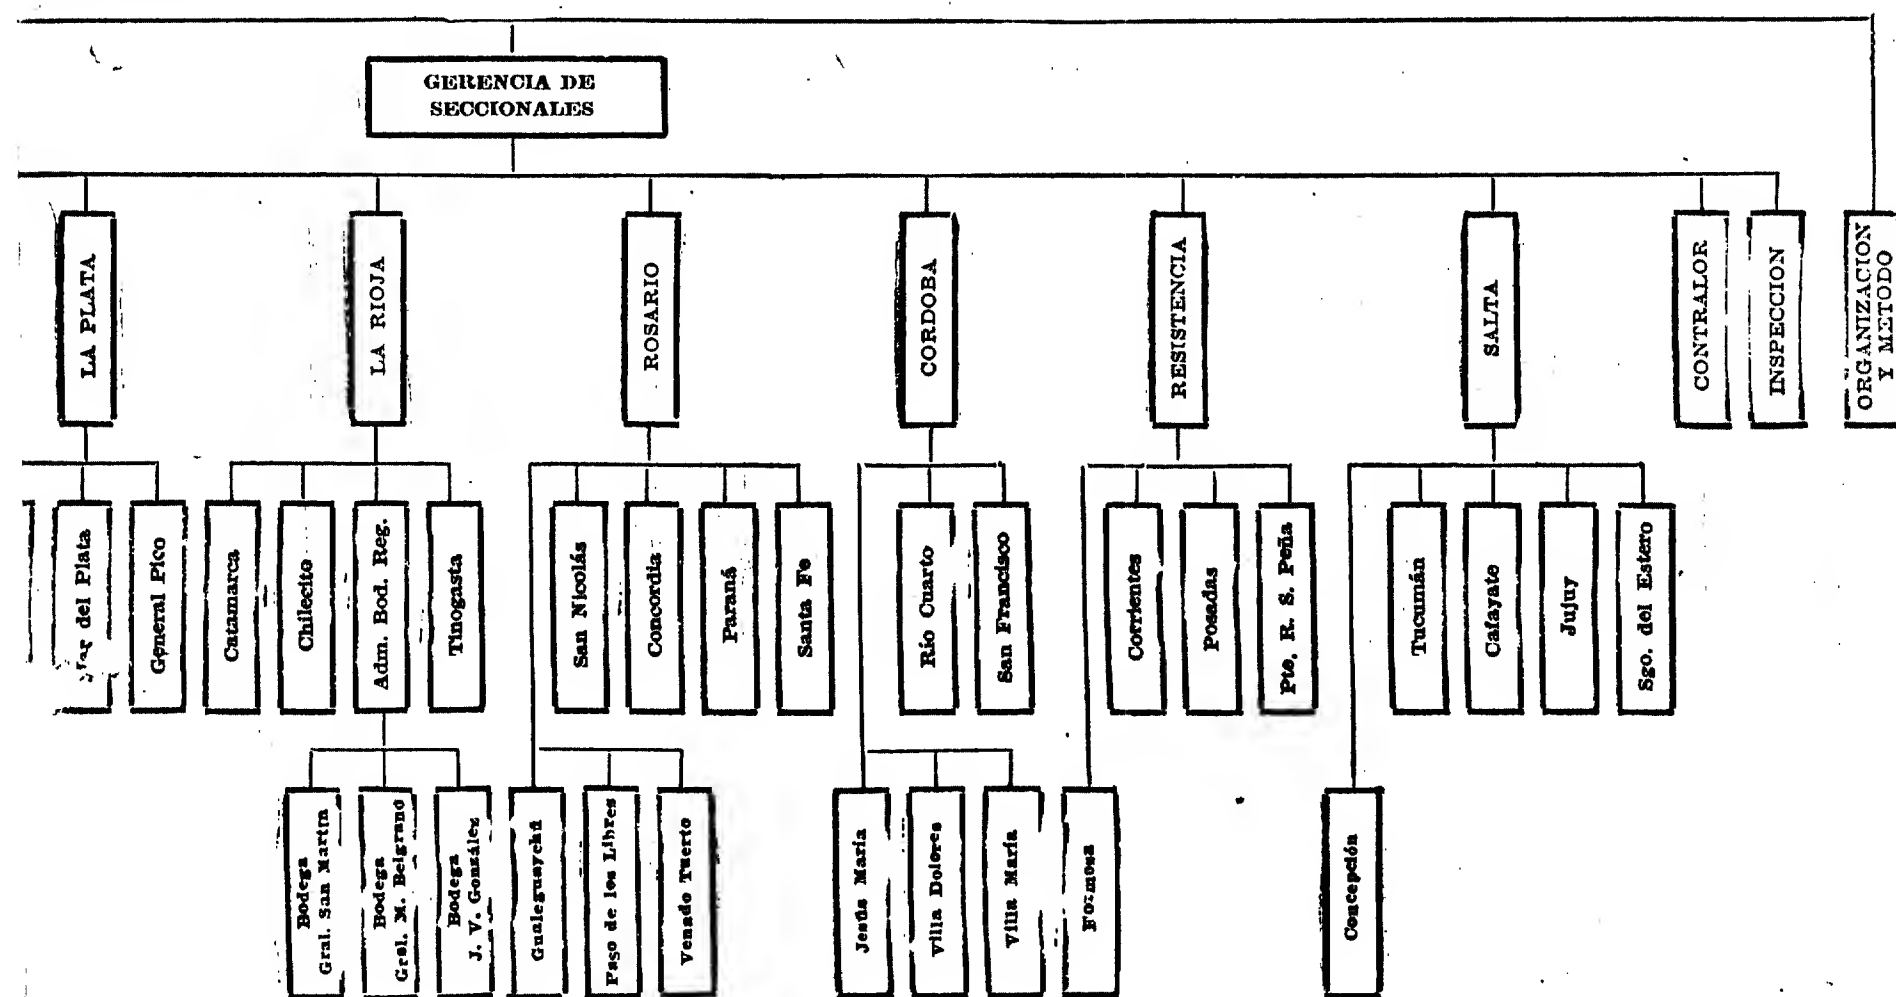 GERENCIA DE
SECCIONALES
LA PLATA
LA RIOJA
ROSARIO
CORDOBA
RESISTENCIA
SALTA
CONTRALOR
INSPECCION
ORGANIZACION
Y METODO
Mar del Plata
General Pico
Catamarca
Chilecito
Adm. Bod. Reg.
Tinogasta
San Nicolás
Concordia
Paraná
Santa Fe
Río Cuarto
San Francisco
Corrientes
Posadas
Pte. R. S. Peña
Tucumán
Cafayate
Jujuy
Sgo. del Estero
Bodega
Gral. San Martín
Bodega
Gral. M. Belgrano
Bodega
J. V. González
Gualeguaychú
Paso de los Libres
Venado Tuerto
Jesús María
Villa Dolores
Villa María
Formosa
Concepción